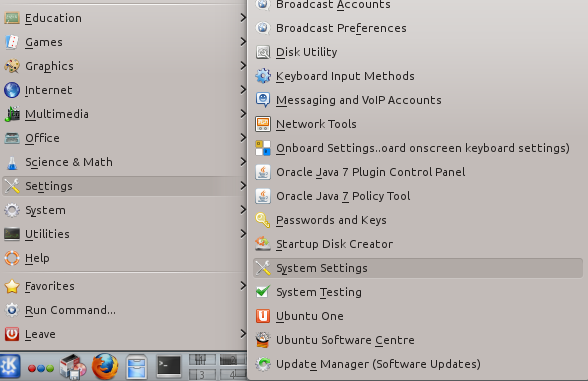 Education
Games
Graphics
Internet
Multimedia
Office
Science & Math
Settings
System
Utilities
Help
Favorites
Run Command...
Leave
Broadcast Accounts
Broadcast Preferences
Disk Utility
Keyboard Input Methods
Messaging and VoIP Accounts
Network Tools
Onboard Settings..oard onscreen keyboard settings)
Oracle Java 7 Plugin Control Panel
Oracle Java 7 Policy Tool
Passwords and Keys
Startup Disk Creator
System Settings
System Testing
Ubuntu One
Ubuntu Software Centre
Update Manager (Software Updates)
3
4